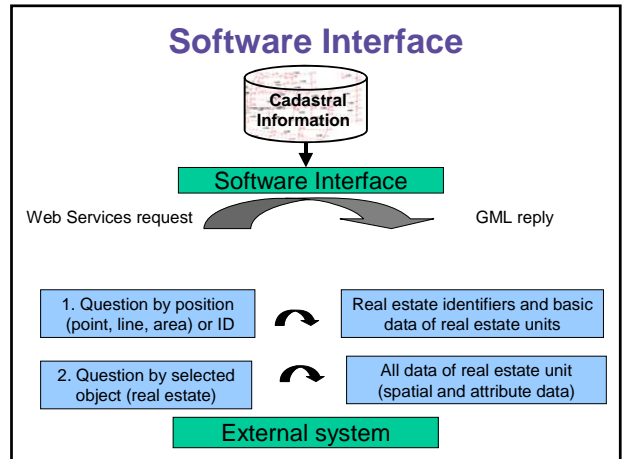 Software Interface
Cadastral
Information
Software Interface
Web Services request
GML reply
1. Question by position
(point, line, area) or ID
Real estate identifiers and basic
data of real estate units
2. Question by selected
object (real estate)
All data of real estate unit
(spatial and attribute data)
External system